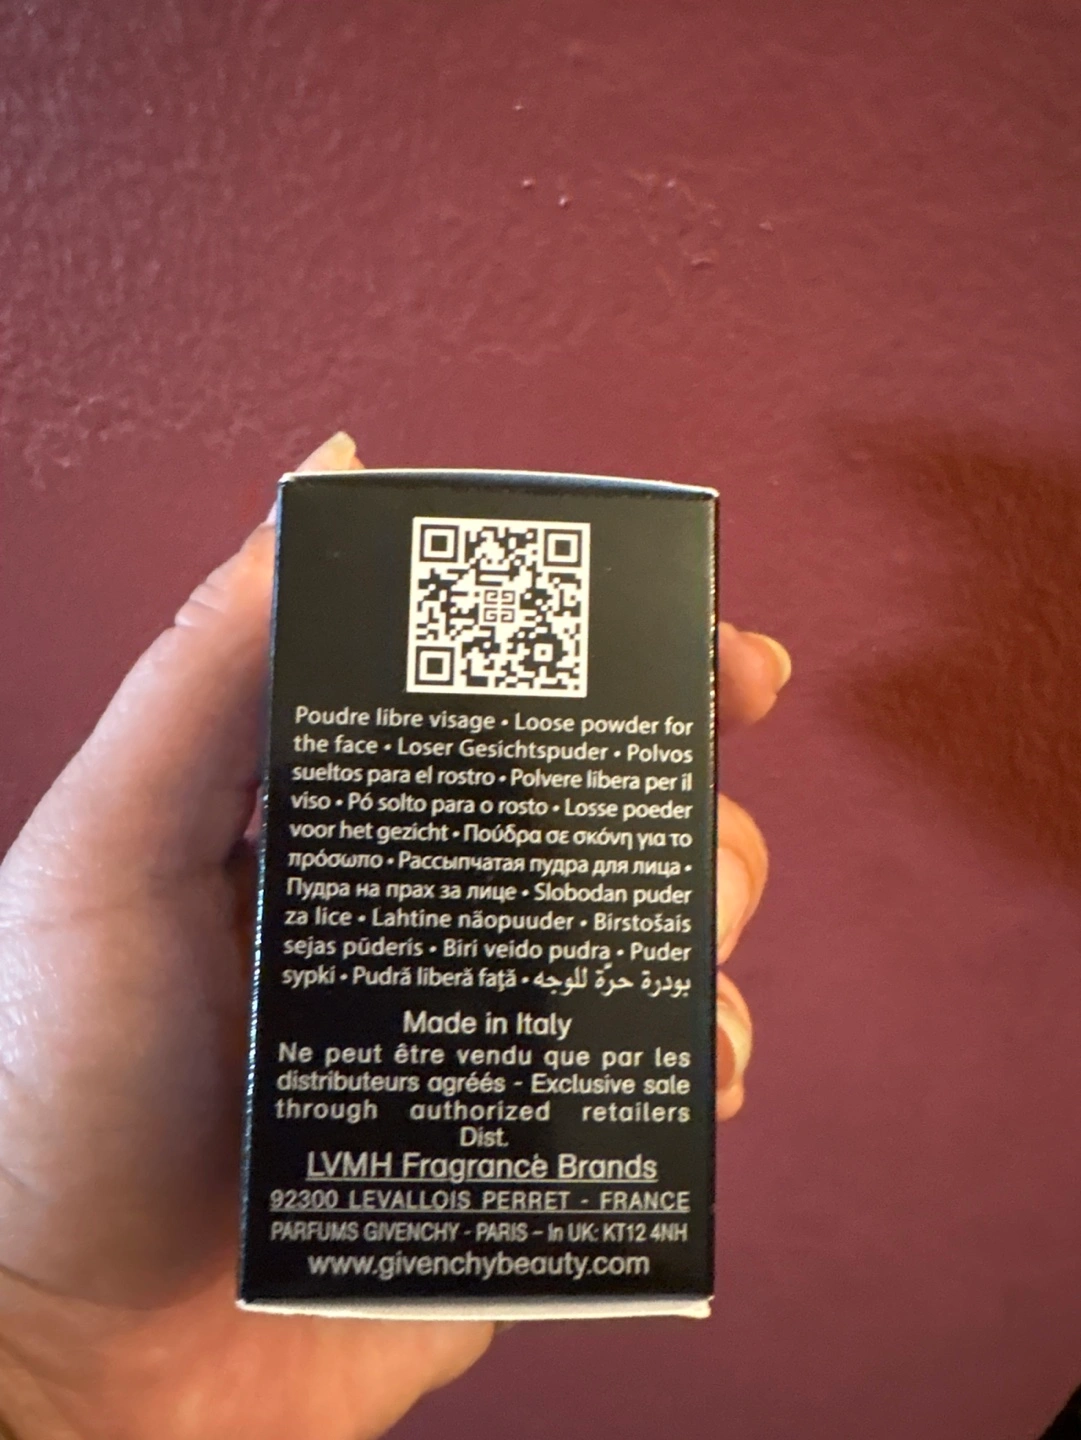 Poudre libre visage • Loose powder for
the face • Loser Gesichtspuder • Polvos
sueltos para el rostro • Polvere libera per il
viso • Pó solto para o rosto • Losse poeder
voor het gezicht • Πούδρα σε σκόνη για το
πρόσωπο • Рассыпчатая пудра для лица •
Пудра на прах за лице • Slobodan puder
za lice • Lahtine näopuuder • Birstošais
sejas pūderis • Biri veido pudra • Puder
sypki • Pudră liberă față • بودرة حرّة للوجه
Made in Italy
Ne peut être vendu que par les
distributeurs agréés - Exclusive sale
through authorized retailers
Dist.
LVMH Fragrance Brands
92300 LEVALLOIS PERRET - FRANCE
PARFUMS GIVENCHY - PARIS – In UK: KT12 4NH
www.givenchybeauty.com